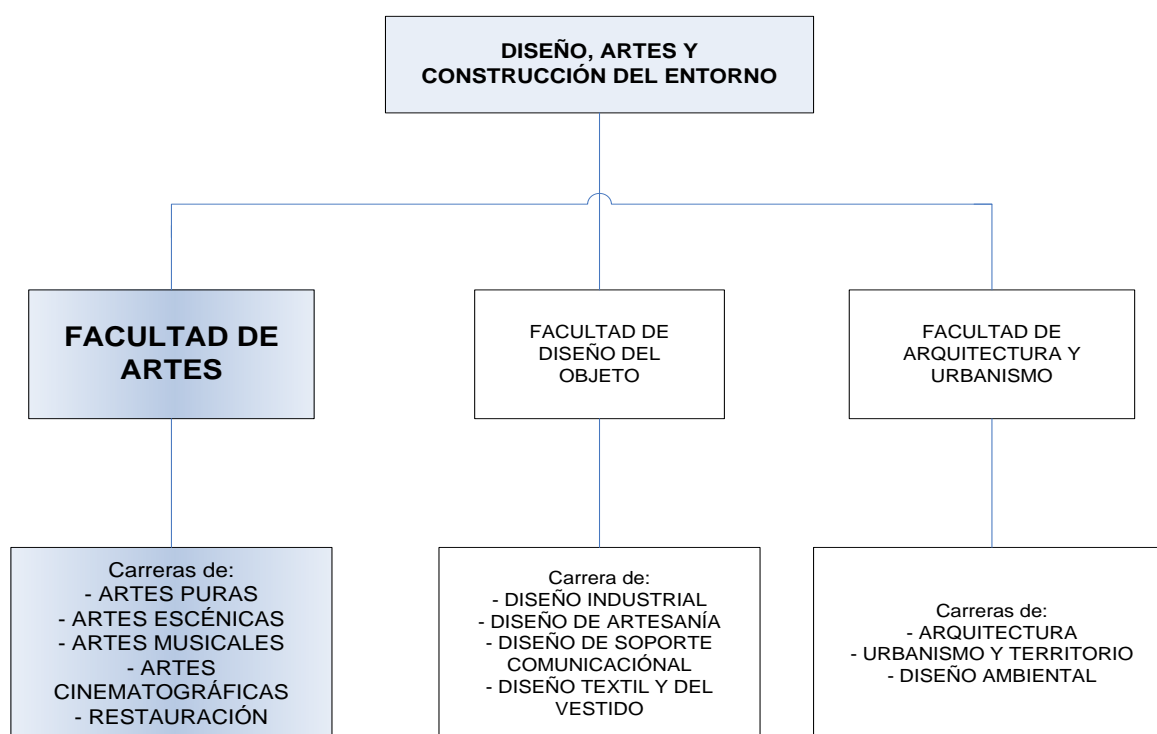 DISEÑO, ARTES Y
CONSTRUCCIÓN DEL ENTORNO
FACULTAD DE
ARTES
FACULTAD DE
DISEÑO DEL
OBJETO
FACULTAD DE
ARQUITECTURA Y
URBANISMO
Carreras de:
- ARTES PURAS
- ARTES ESCÉNICAS
- ARTES MUSICALES
- ARTES
CINEMATOGRÁFICAS
- RESTAURACIÓN
Carrera de:
- DISEÑO INDUSTRIAL
- DISEÑO DE ARTESANÍA
- DISEÑO DE SOPORTE
COMUNICACIÓNAL
- DISEÑO TEXTIL Y DEL
VESTIDO
Carreras de:
- ARQUITECTURA
- URBANISMO Y TERRITORIO
- DISEÑO AMBIENTAL